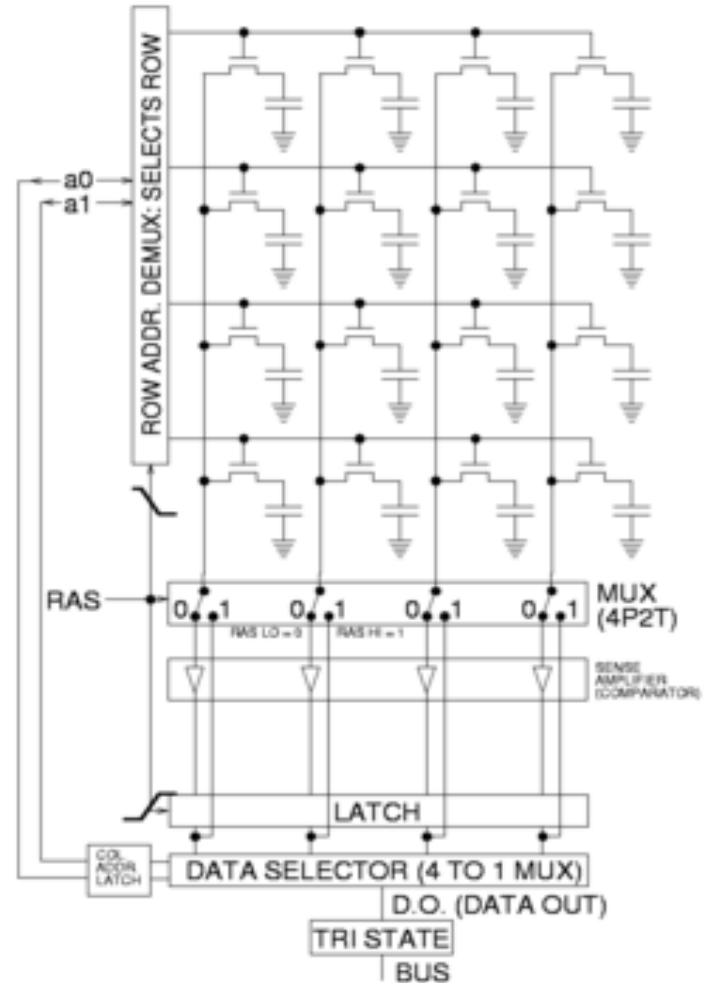 ROW ADDR. DEMUX: SELECTS ROW
a0
a1
RAS
0 1 0 1 0 1 0 1
MUX
(4P2T)
RAS LO = 0 RAS HI = 1
SENSE
AMPLIFIER
(COMPARATOR)
LATCH
COL.
ADDR.
LATCH
DATA SELECTOR (4 TO 1 MUX)
D.O. (DATA OUT)
TRI STATE
BUS